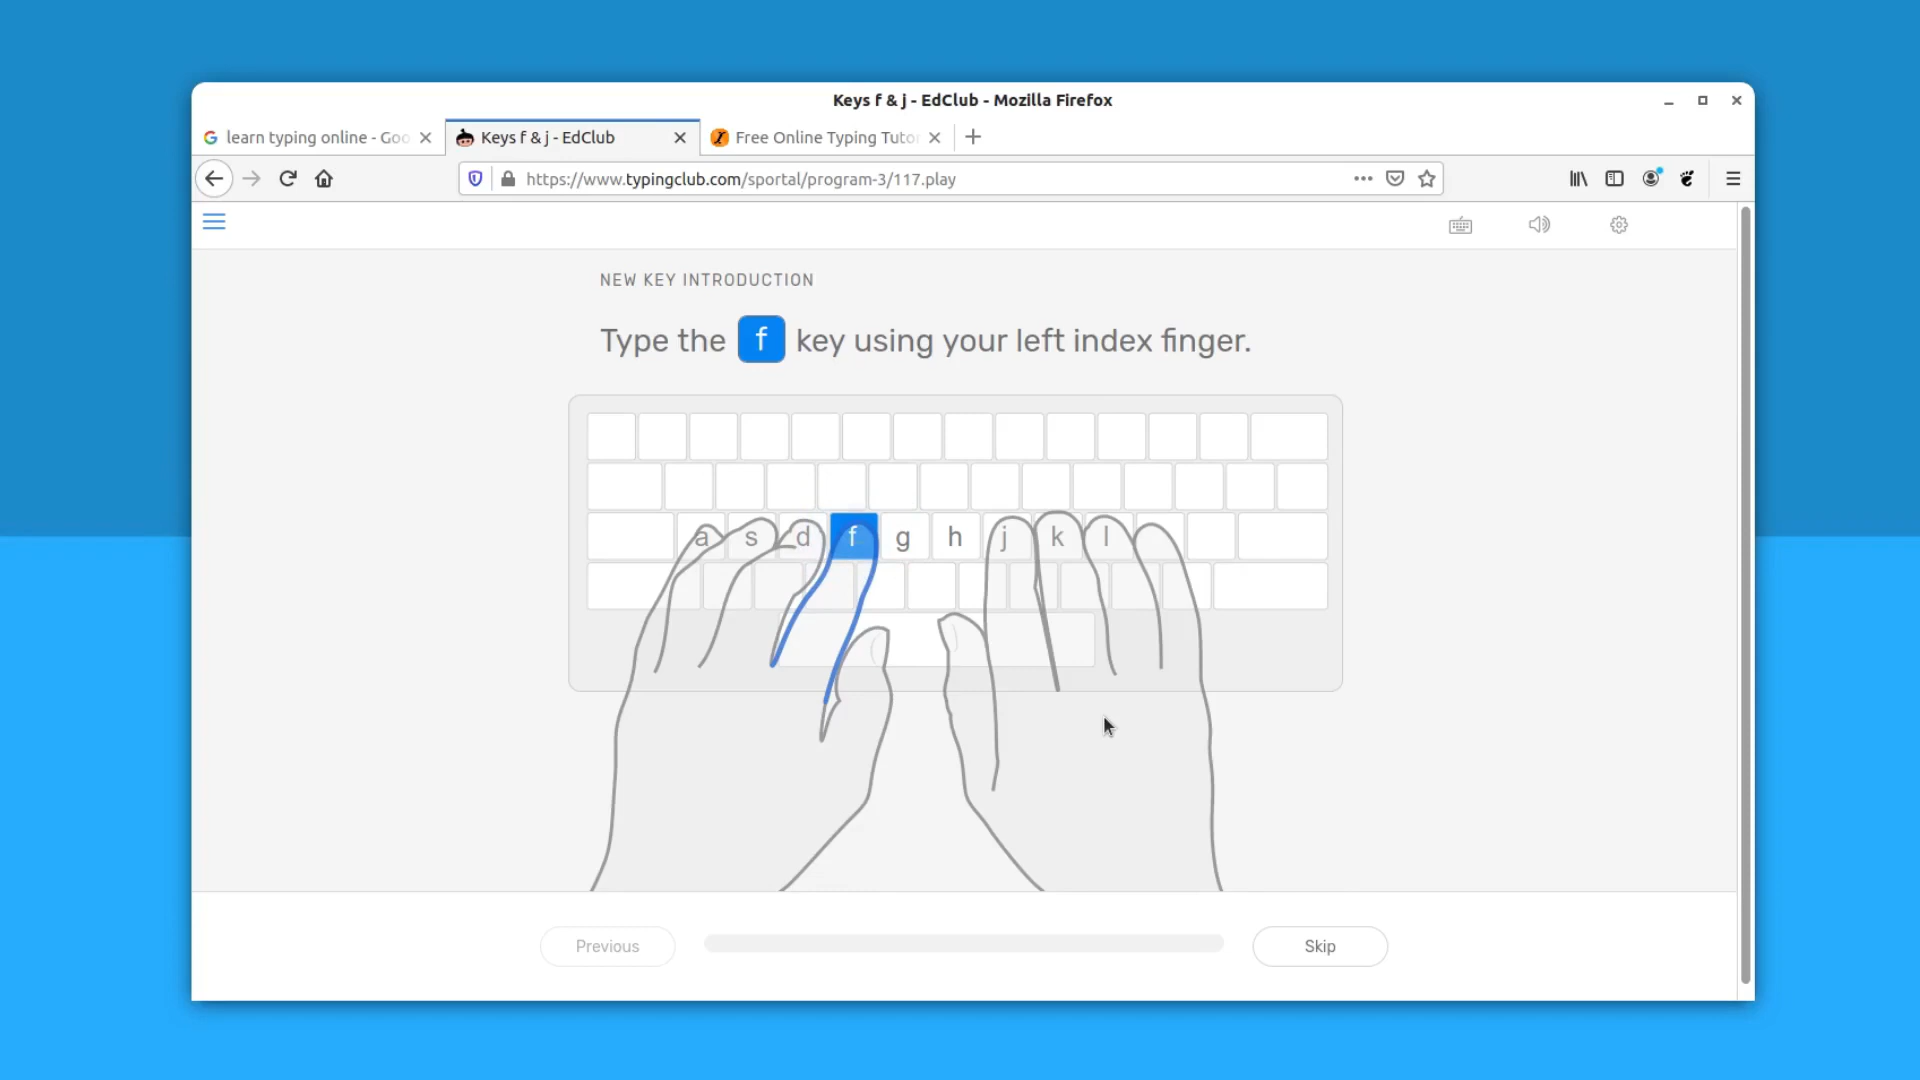 Keys f & j - EdClub - Mozilla Firefox
learn typing online - Goo
Keys f & j - EdClub
Free Online Typing Tuto
https://www.typingclub.com/sportal/program-3/117.play
NEW KEY INTRODUCTION
Type the f key using your left index finger.
a s d f g h j k l
Previous
Skip